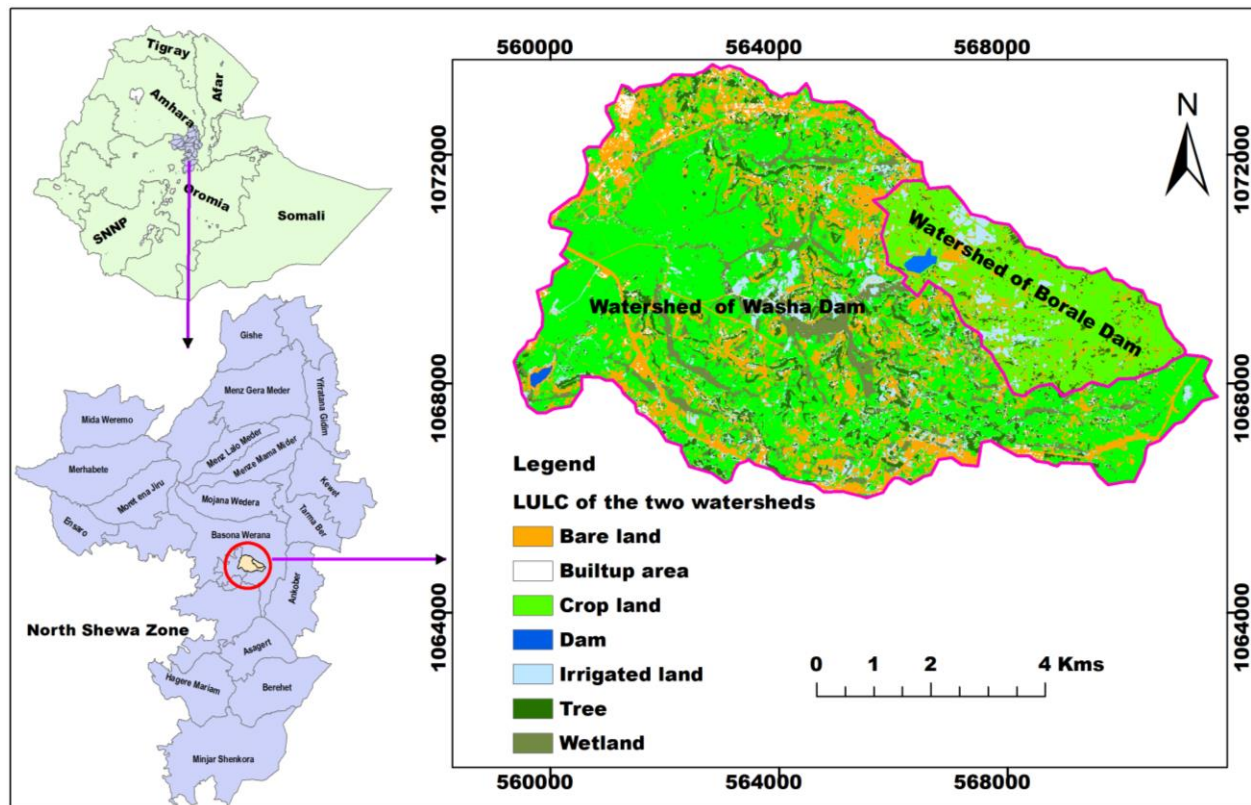 Tigray
Afar
Amhara
Oromia
SNNP
Somali
Gishe
Menz Gera Meder
Yifratana Gidim
Mida Weremo
Menz Lalo Meder
Menze Mama Mider
Merhabete
Moret ena Jiru
Kewet
Mojana Wedera
Ensaro
Tarma Ber
Basona Werana
Ankober
North Shewa Zone
Asagert
Hagere Mariam
Berehet
Minjar Shenkora
560000 564000 568000
1072000 1072000
1068000 1068000
1064000 1064000
N
Watershed of Borale Dam
Watershed of Washa Dam
Legend
LULC of the two watersheds
Bare land
Builtup area
Crop land
Dam
Irrigated land
Tree
Wetland
0 1 2 4 Kms
560000 564000 568000